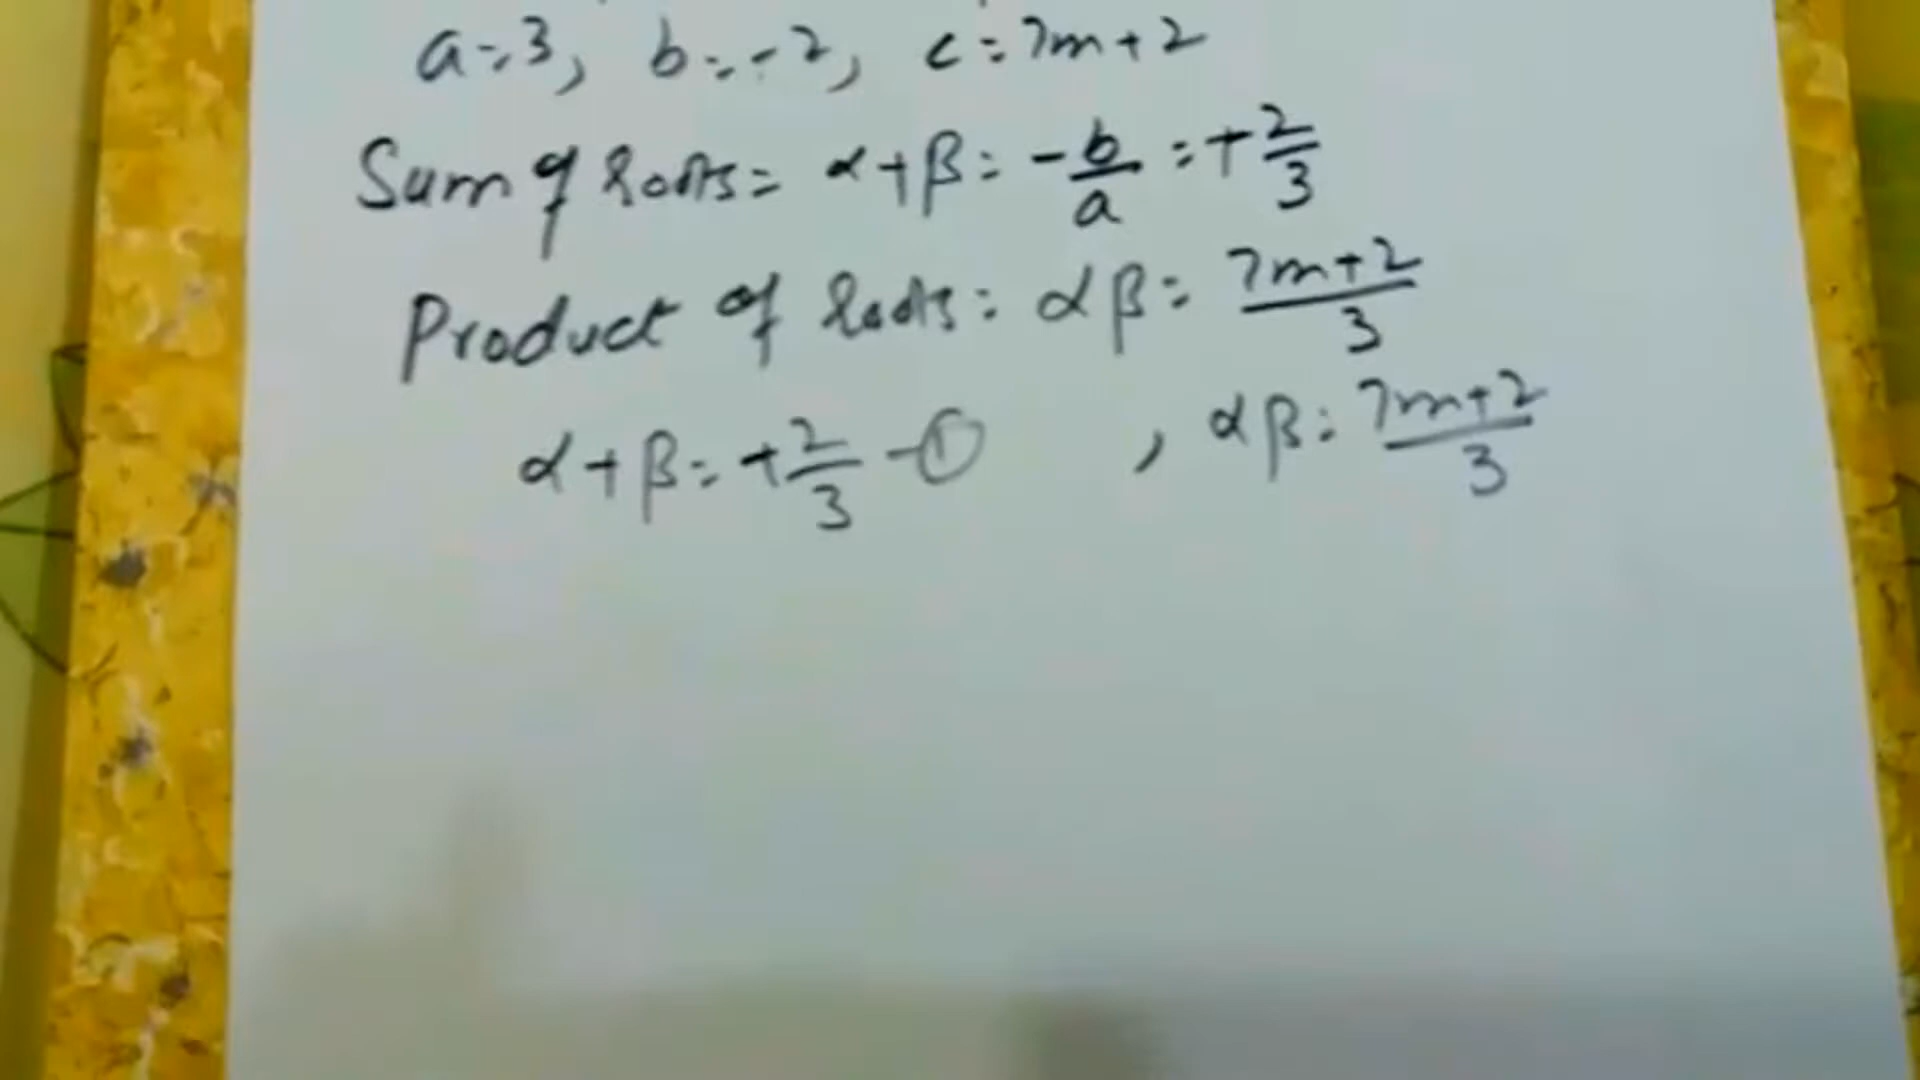 a=3, b=-2, c=7m+2
Sum of Roots= α+β= -b/a =+2/3
Product of Roots= αβ= 7m+2/3
α+β= +2/3 -① , αβ= 7m+2/3